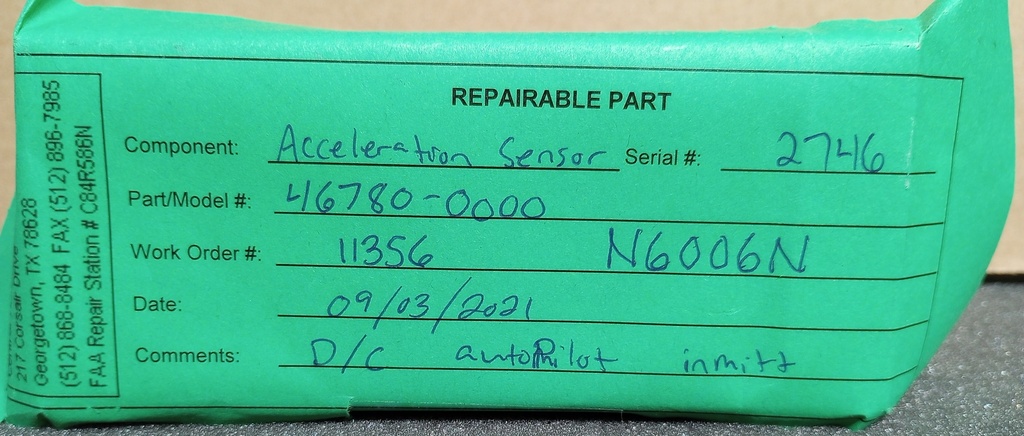 REPAIRABLE PART
Component: Acceleration Sensor Serial #: 2746
Part/Model #: 46780-0000
Work Order #: 11356 N6006N
Date: 09/03/2021
Comments: D/C autoPilot inmitt
217 Corsair Drive
Georgetown, TX 78628
(512) 868-8484 FAX (512) 896-7985
FAA Repair Station # C84R586N